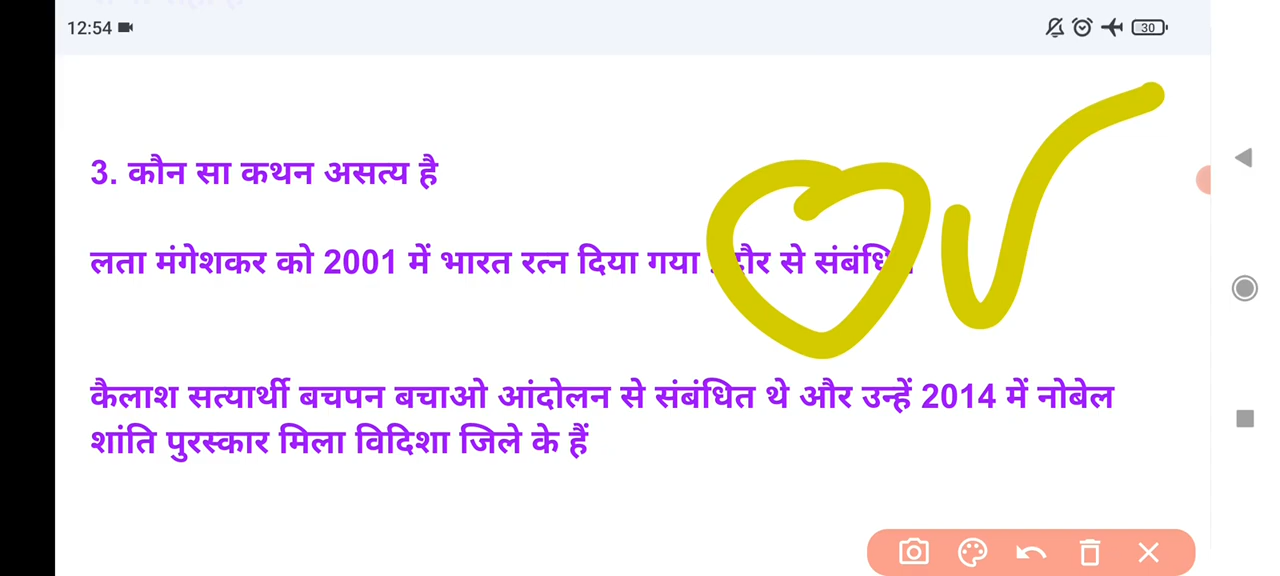 12:54
30
3. कौन सा कथन असत्य है
लता मंगेशकर को 2001 में भारत रत्न दिया गया से
कैलाश सत्यार्थी बचपन बचाओ आंदोलन से संबंधित थे और उन्हें 2014 में नोबेल
शांति पुरस्कार मिला विदिशा जिले के हैं